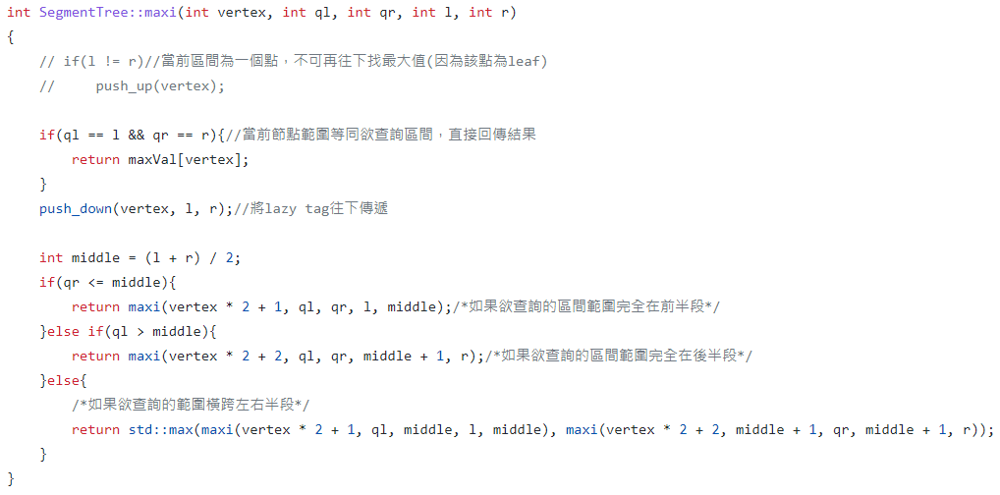 int SegmentTree::maxi(int vertex, int ql, int qr, int l, int r)
{
    // if(l != r)//當前區間為一個點，不可再往下找最大值(因為該點為leaf)
    //     push_up(vertex);

    if(ql == l && qr == r){//當前節點範圍等同欲查詢區間，直接回傳結果
        return maxVal[vertex];
    }
    push_down(vertex, l, r);//將lazy tag往下傳遞

    int middle = (l + r) / 2;
    if(qr <= middle){
        return maxi(vertex * 2 + 1, ql, qr, l, middle);/*如果欲查詢的區間範圍完全在前半段*/
    }else if(ql > middle){
        return maxi(vertex * 2 + 2, ql, qr, middle + 1, r);/*如果欲查詢的區間範圍完全在後半段*/
    }else{
        /*如果欲查詢的範圍橫跨左右半段*/
        return std::max(maxi(vertex * 2 + 1, ql, middle, l, middle), maxi(vertex * 2 + 2, middle + 1, qr, middle + 1, r));
    }
}